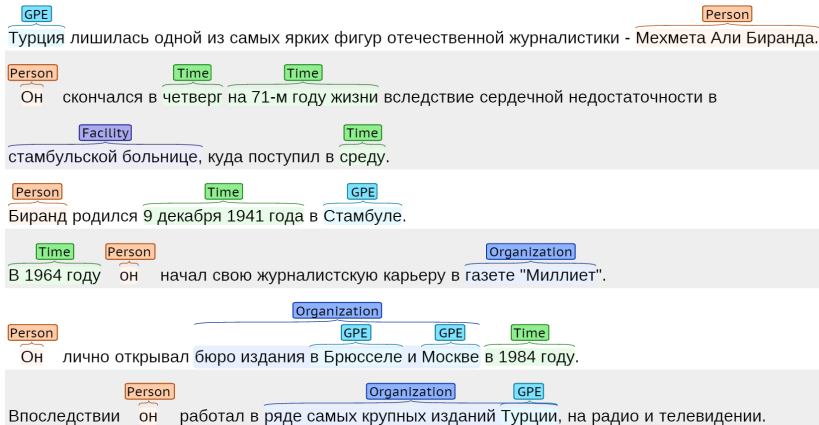 GPE Person
Турция лишилась одной из самых ярких фигур отечественной журналистики - Мехмета Али Биранда.
Person Time Time
Он скончался в четверг на 71-м году жизни вследствие сердечной недостаточности в
Facility Time
стамбульской больнице, куда поступил в среду.
Person Time GPE
Биранд родился 9 декабря 1941 года в Стамбуле.
Time Person Organization
В 1964 году он начал свою журналистскую карьеру в газете "Миллиет".
Organization
Person GPE GPE Time
Он лично открывал бюро издания в Брюсселе и Москве в 1984 году.
Person Organization GPE
Впоследствии он работал в ряде самых крупных изданий Турции, на радио и телевидении.